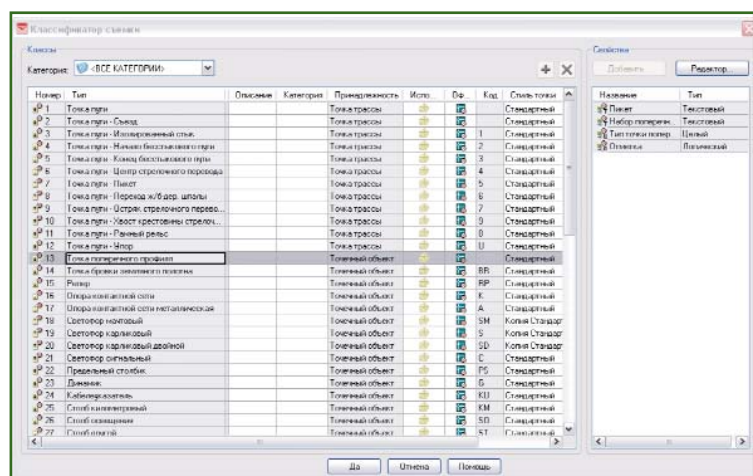 Классификатор съемки
Классы
Категория: <ВСЕ КАТЕГОРИИ>
Номер Тип Описание Категория Принадлежность Испо... Оф... Код Стиль точки
1 Точка пути Точка трассы Стандартный
2 Точка пути - Съезд Точка трассы Стандартный
3 Точка пути - Изолированный стык Точка трассы 1 Стандартный
4 Точка пути - Начало бесстыкового пути Точка трассы 2 Стандартный
5 Точка пути - Конец бесстыкового пути Точка трассы 3 Стандартный
6 Точка пути - Центр стрелочного перевода Точка трассы 4 Стандартный
7 Точка пути - Пикет Точка трассы 5 Стандартный
8 Точка пути - Переход ж/б дер. шпалы Точка трассы 6 Стандартный
9 Точка пути - Остряк стрелочного перево... Точка трассы 7 Стандартный
10 Точка пути - Хвост крестовины стрелоч... Точка трассы 9 Стандартный
11 Точка пути - Рамный рельс Точка трассы 8 Стандартный
12 Точка пути - Упор Точка трассы U Стандартный
13 Точка поперечного профиля Точечный объект Стандартный
14 Точка бровки земляного полотна Точечный объект BR Стандартный
15 Репер Точечный объект RP Стандартный
16 Опора контактной сети Точечный объект K Стандартный
17 Опора контактной сети металлическая Точечный объект A Стандартный
18 Светофор мачтовый Точечный объект SM Копия Стандарт
19 Светофор карликовый Точечный объект S Копия Стандарт
20 Светофор карликовый двойной Точечный объект SD Копия Стандарт
21 Светофор сигнальный Точечный объект C Стандартный
22 Предельный столбик Точечный объект PS Стандартный
23 Динамик Точечный объект G Стандартный
24 Кабелеуказатель Точечный объект KU Стандартный
25 Столб километровый Точечный объект KM Стандартный
26 Столб освещения Точечный объект SO Стандартный
27 Столб другой Точечный объект ST Стандартный
Свойства
Добавить Редактор...
Название Тип
Пикет Текстовый
Набор поперечн... Текстовый
Тип точки попер... Целый
Отметка Логический
Да Отмена Помощь